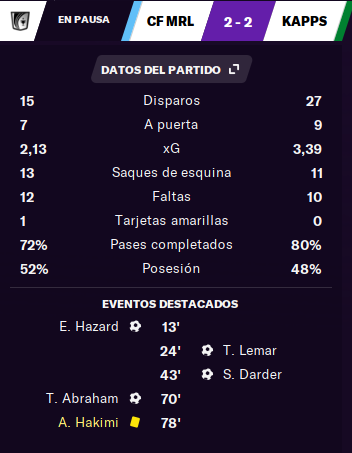 EN PAUSA CF MRL 2 - 2 KAPPS
DATOS DEL PARTIDO
15 Disparos 27
7 A puerta 9
2,13 xG 3,39
13 Saques de esquina 11
12 Faltas 10
1 Tarjetas amarillas 0
72% Pases completados 80%
52% Posesión 48%
EVENTOS DESTACADOS
E. Hazard 13'
24' T. Lemar
43' S. Darder
T. Abraham 70'
A. Hakimi 78'